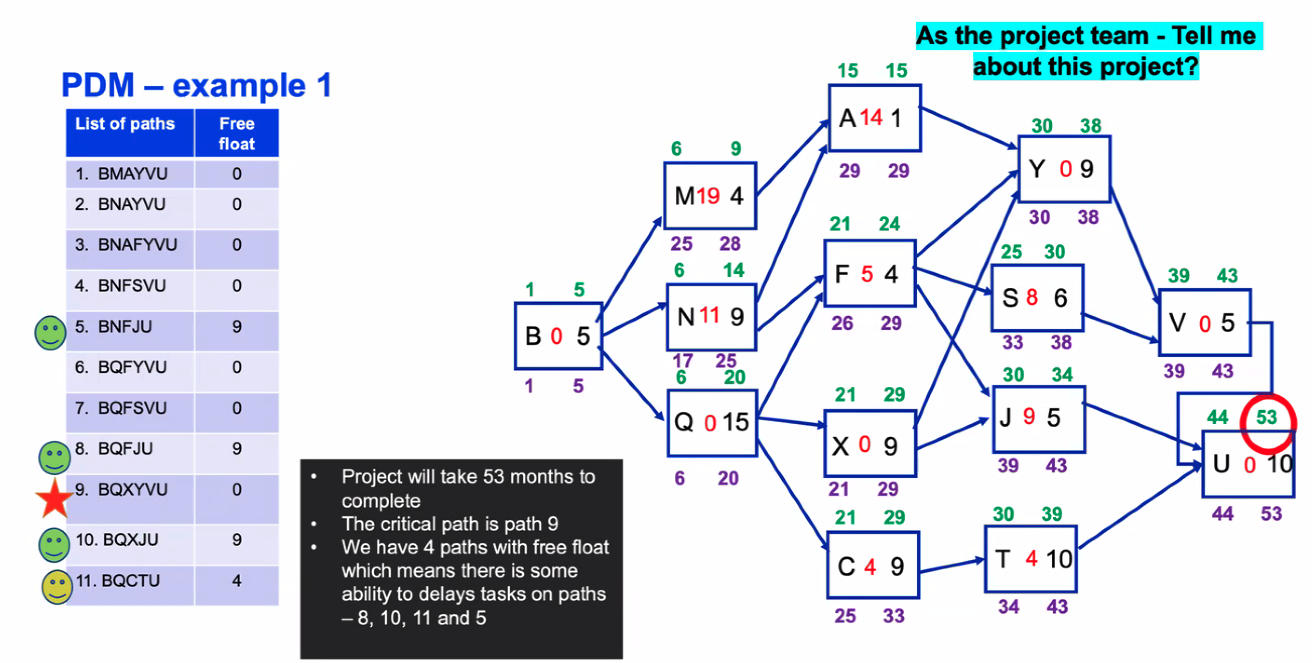 As the project team - Tell me
about this project?
PDM – example 1
List of paths Free
float
1. BMAYVU 0
2. BNAYVU 0
3. BNAFYVU 0
4. BNFSVU 0
5. BNFJU 9
6. BQFYVU 0
7. BQFSVU 0
8. BQFJU 9
9. BQXYVU 0
10. BQXJU 9
11. BQCTU 4
• Project will take 53 months to
complete
• The critical path is path 9
• We have 4 paths with free float
which means there is some
ability to delays tasks on paths
– 8, 10, 11 and 5
1 5
B 0 5
1 5
6 9
M 19 4
25 28
6 14
N 11 9
17 25
6 20
Q 0 15
6 20
15 15
A 14 1
29 29
21 24
F 5 4
26 29
21 29
X 0 9
21 29
21 29
C 4 9
25 33
30 38
Y 0 9
30 38
25 30
S 8 6
33 38
30 34
J 9 5
39 43
30 39
T 4 10
34 43
39 43
V 0 5
39 43
44 53
U 0 10
44 53